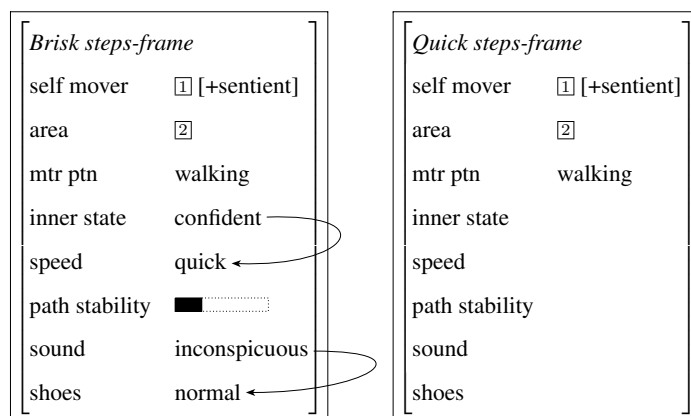 Brisk steps-frame
self mover 1 [+sentient]
area 2
mtr ptn walking
inner state confident
speed quick
path stability
sound inconspicuous
shoes normal
Quick steps-frame
self mover 1 [+sentient]
area 2
mtr ptn walking
inner state
speed
path stability
sound
shoes